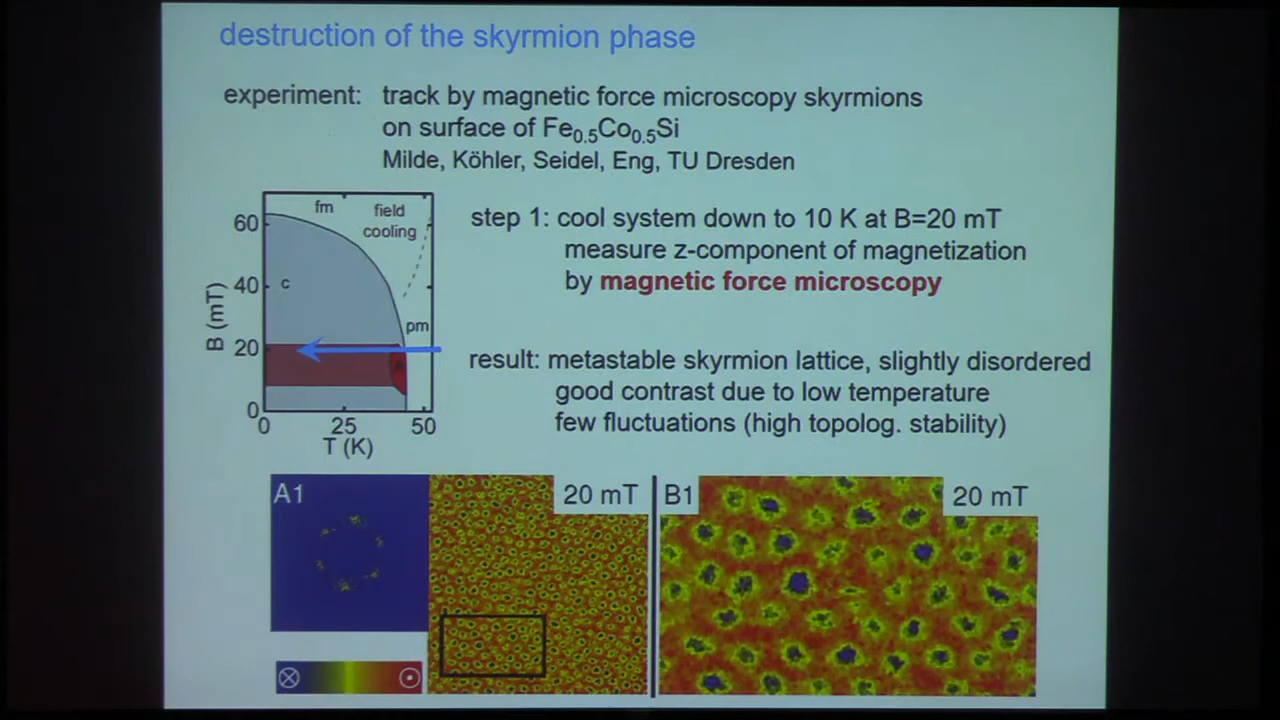 destruction of the skyrmion phase
experiment: track by magnetic force microscopy skyrmions
on surface of Fe0.5Co0.5Si
Milde, Köhler, Seidel, Eng, TU Dresden
step 1: cool system down to 10 K at B=20 mT
measure z-component of magnetization
by magnetic force microscopy
fm
field
cooling
c
pm
60
40
20
0
B (mT)
0 25 50
T (K)
result: metastable skyrmion lattice, slightly disordered
good contrast due to low temperature
few fluctuations (high topolog. stability)
A1
20 mT
B1
20 mT